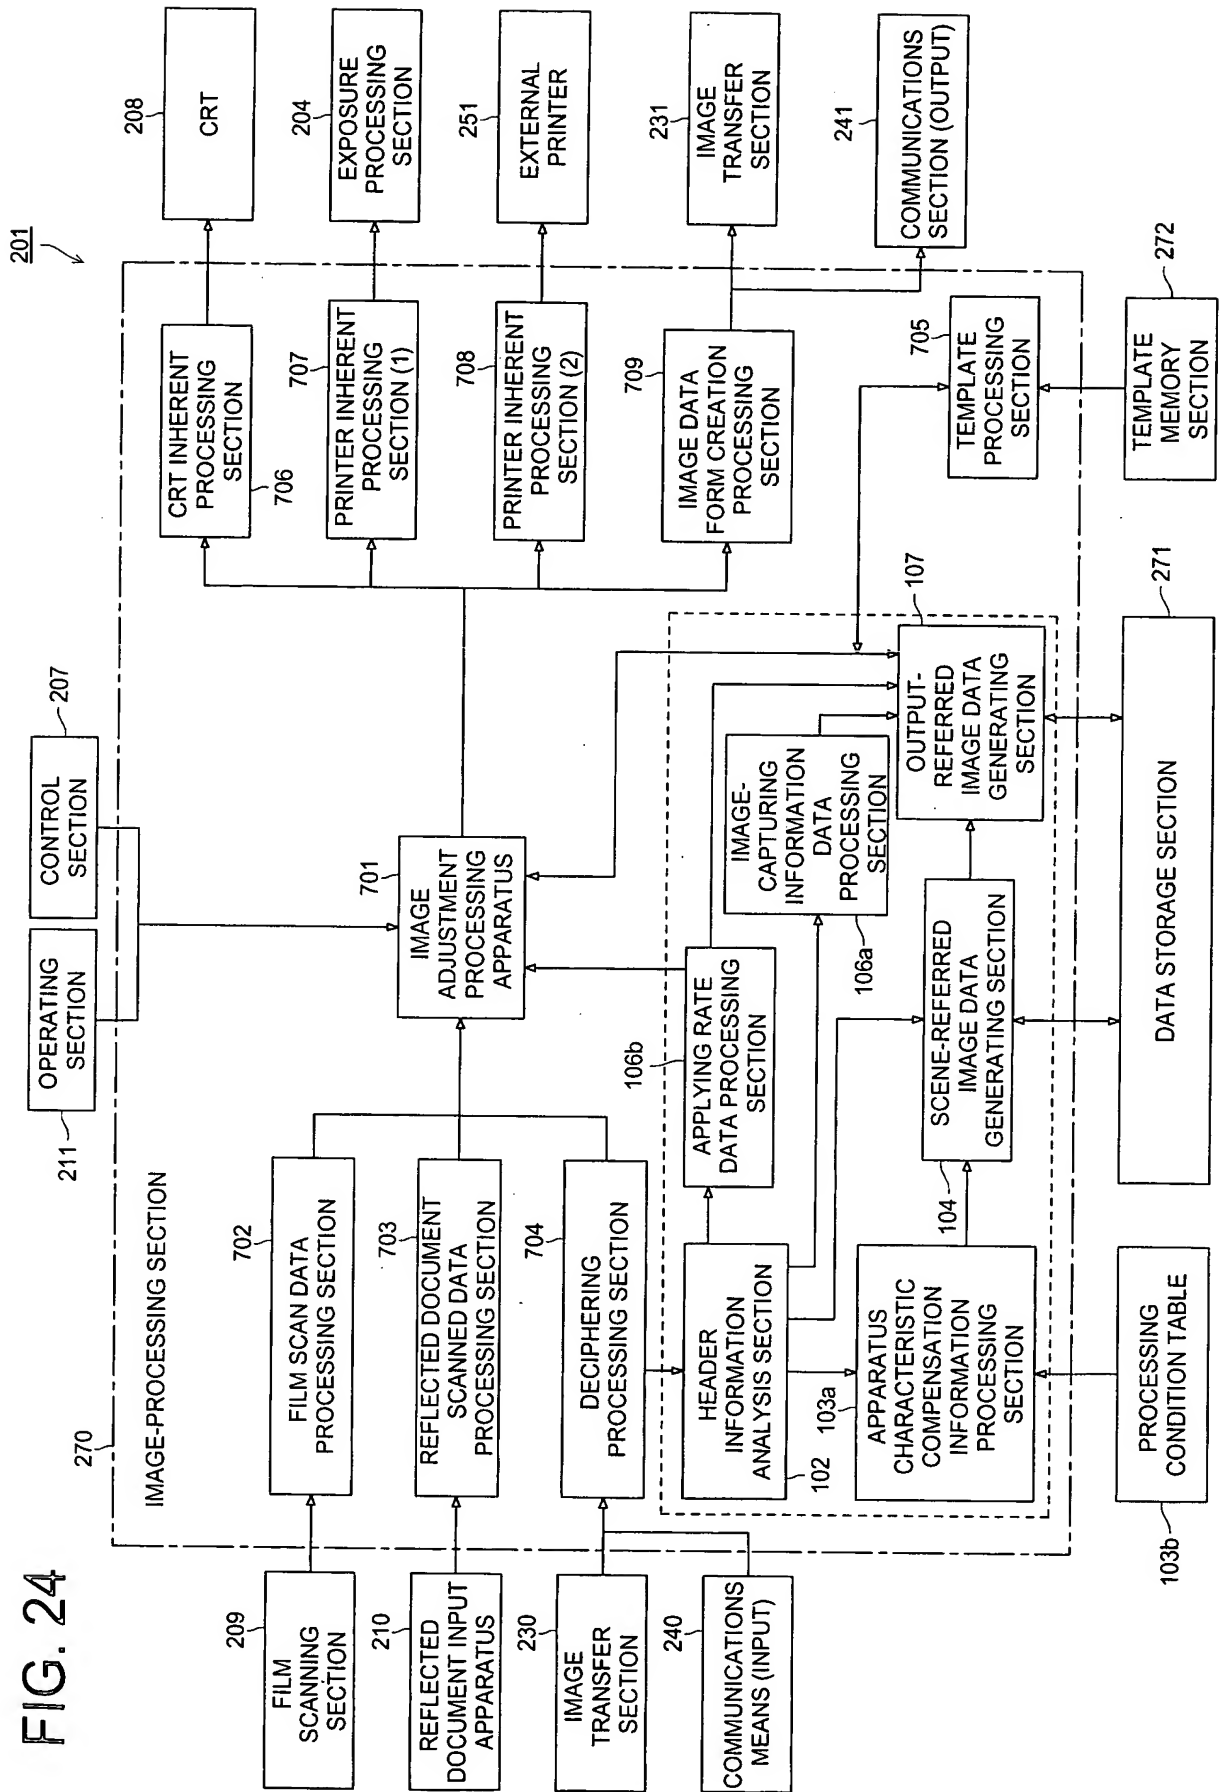 FIG. 24
201
270
IMAGE-PROCESSING SECTION
211
OPERATING
SECTION
207
CONTROL
SECTION
209
FILM
SCANNING
SECTION
210
REFLECTED
DOCUMENT INPUT
APPARATUS
230
IMAGE
TRANSFER
SECTION
240
COMMUNICATIONS
MEANS (INPUT)
702
FILM SCAN DATA
PROCESSING SECTION
703
REFLECTED DOCUMENT
SCANNED DATA
PROCESSING SECTION
704
DECIPHERING
PROCESSING SECTION
701
IMAGE
ADJUSTMENT
PROCESSING
APPARATUS
CRT INHERENT
PROCESSING
SECTION
706
707
PRINTER INHERENT
PROCESSING
SECTION (1)
708
PRINTER INHERENT
PROCESSING
SECTION (2)
709
IMAGE DATA
FORM CREATION
PROCESSING
SECTION
208
CRT
204
EXPOSURE
PROCESSING
SECTION
251
EXTERNAL
PRINTER
231
IMAGE
TRANSFER
SECTION
241
COMMUNICATIONS
SECTION (OUTPUT)
705
TEMPLATE
PROCESSING
SECTION
272
TEMPLATE
MEMORY
SECTION
HEADER
INFORMATION
ANALYSIS SECTION
102
106b
APPLYING RATE
DATA PROCESSING
SECTION
IMAGE-
CAPTURING
INFORMATION
DATA
PROCESSING
SECTION
106a
107
OUTPUT-
REFERRED
IMAGE DATA
GENERATING
SECTION
103a
APPARATUS
CHARACTERISTIC
COMPENSATION
INFORMATION
PROCESSING
SECTION
104
SCENE-REFERRED
IMAGE DATA
GENERATING SECTION
PROCESSING
CONDITION TABLE
103b
271
DATA STORAGE SECTION